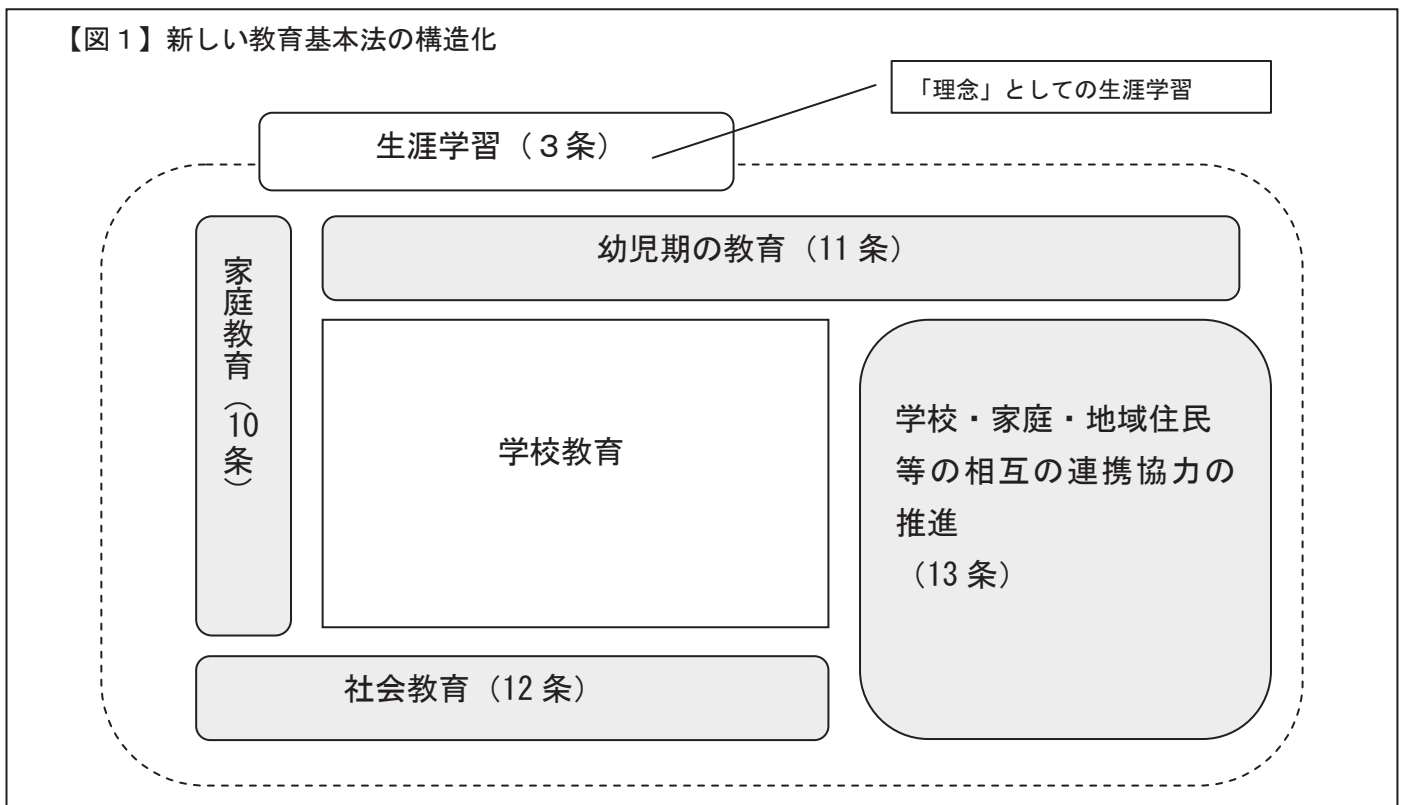 【図１】新しい教育基本法の構造化
「理念」としての生涯学習
生涯学習（３条）
家庭教育（10条）
幼児期の教育（11 条）
学校教育
学校・家庭・地域住民
等の相互の連携協力の
推進
（13 条）
社会教育（12 条）